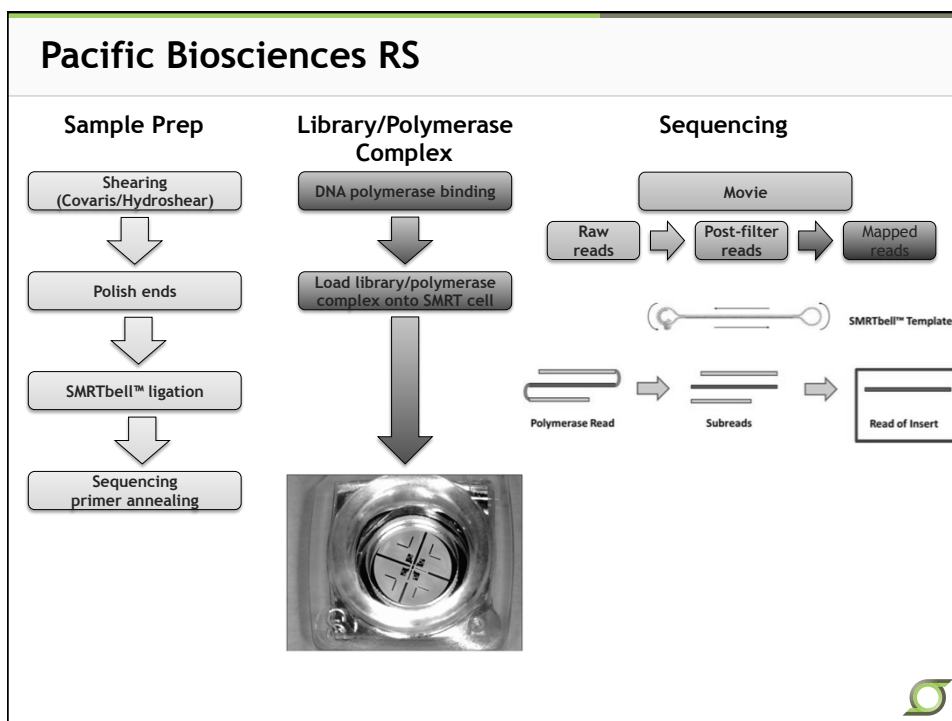 Pacific Biosciences RS
Sample Prep
Shearing
(Covaris/Hydroshear)
Polish ends
SMRTbell™ ligation
Sequencing
primer annealing
Library/Polymerase
Complex
DNA polymerase binding
Load library/polymerase
complex onto SMRT cell
Sequencing
Movie
Raw
reads
Post-filter
reads
Mapped
reads
SMRTbell™ Template
Polymerase Read
Subreads
Read of Insert